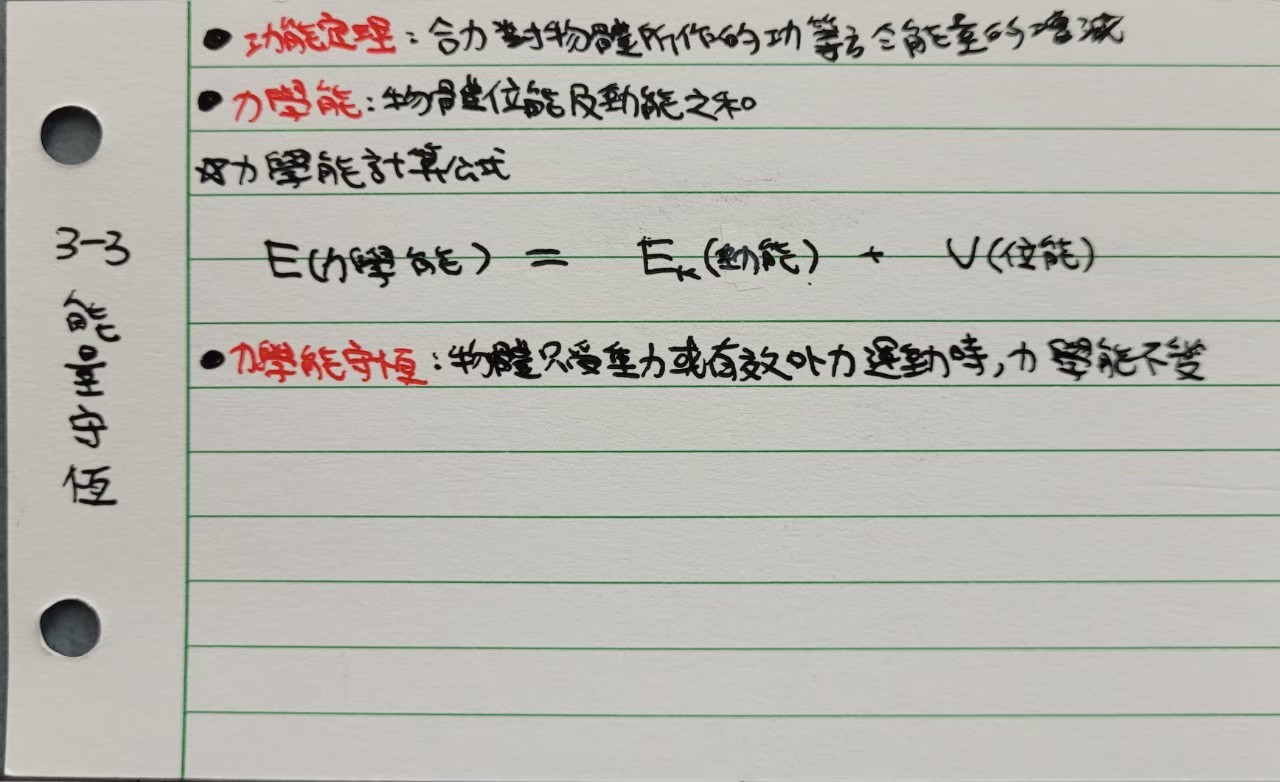 3-3 能量守恆
● 功能定理：合力對物體所作的功等於能量的增減
● 力學能：物體位能及動能之和。
☆力學能計算公式
E(力學能) = Eₖ(動能) + U(位能)
● 力學能守恆：物體只受重力或有效外力運動時,力學能不變